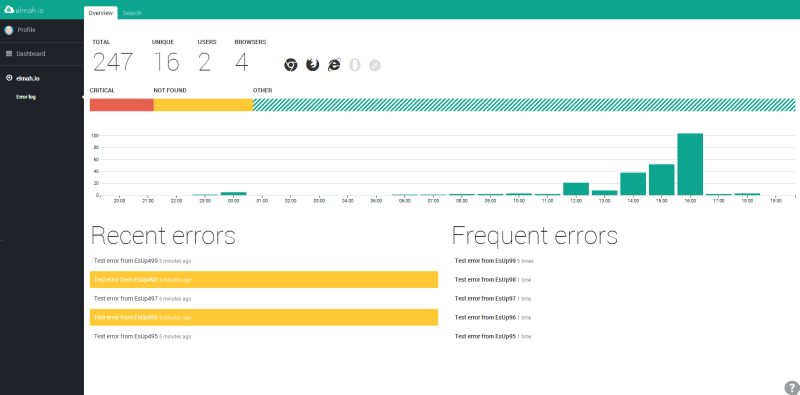 elmah.io
Overview Search
Profile
Dashboard
elmah.io
Error log
TOTAL UNIQUE USERS BROWSERS
247 16 2 4
CRITICAL NOT FOUND OTHER
100
80
60
40
20
0
20:00 21:00 22:00 23:00 00:00 01:00 02:00 03:00 04:00 05:00 06:00 07:00 08:00 09:00 10:00 11:00 12:00 13:00 14:00 15:00 16:00 17:00 18:00 19:00
Recent errors
Test error from EsUp499 5 minutes ago
Test error from EsUp498 5 minutes ago
Test error from EsUp497 5 minutes ago
Test error from EsUp496 5 minutes ago
Test error from EsUp495 5 minutes ago
Frequent errors
Test error from EsUp99 5 times
Test error from EsUp98 1 time
Test error from EsUp97 1 time
Test error from EsUp96 1 time
Test error from EsUp95 1 time
?